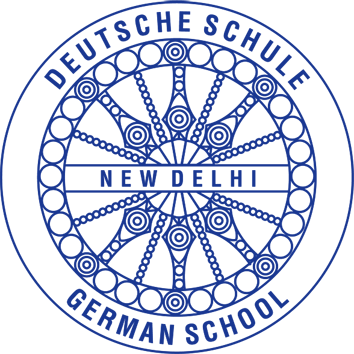 DEUTSCHE SCHULE
NEW DELHI
GERMAN SCHOOL